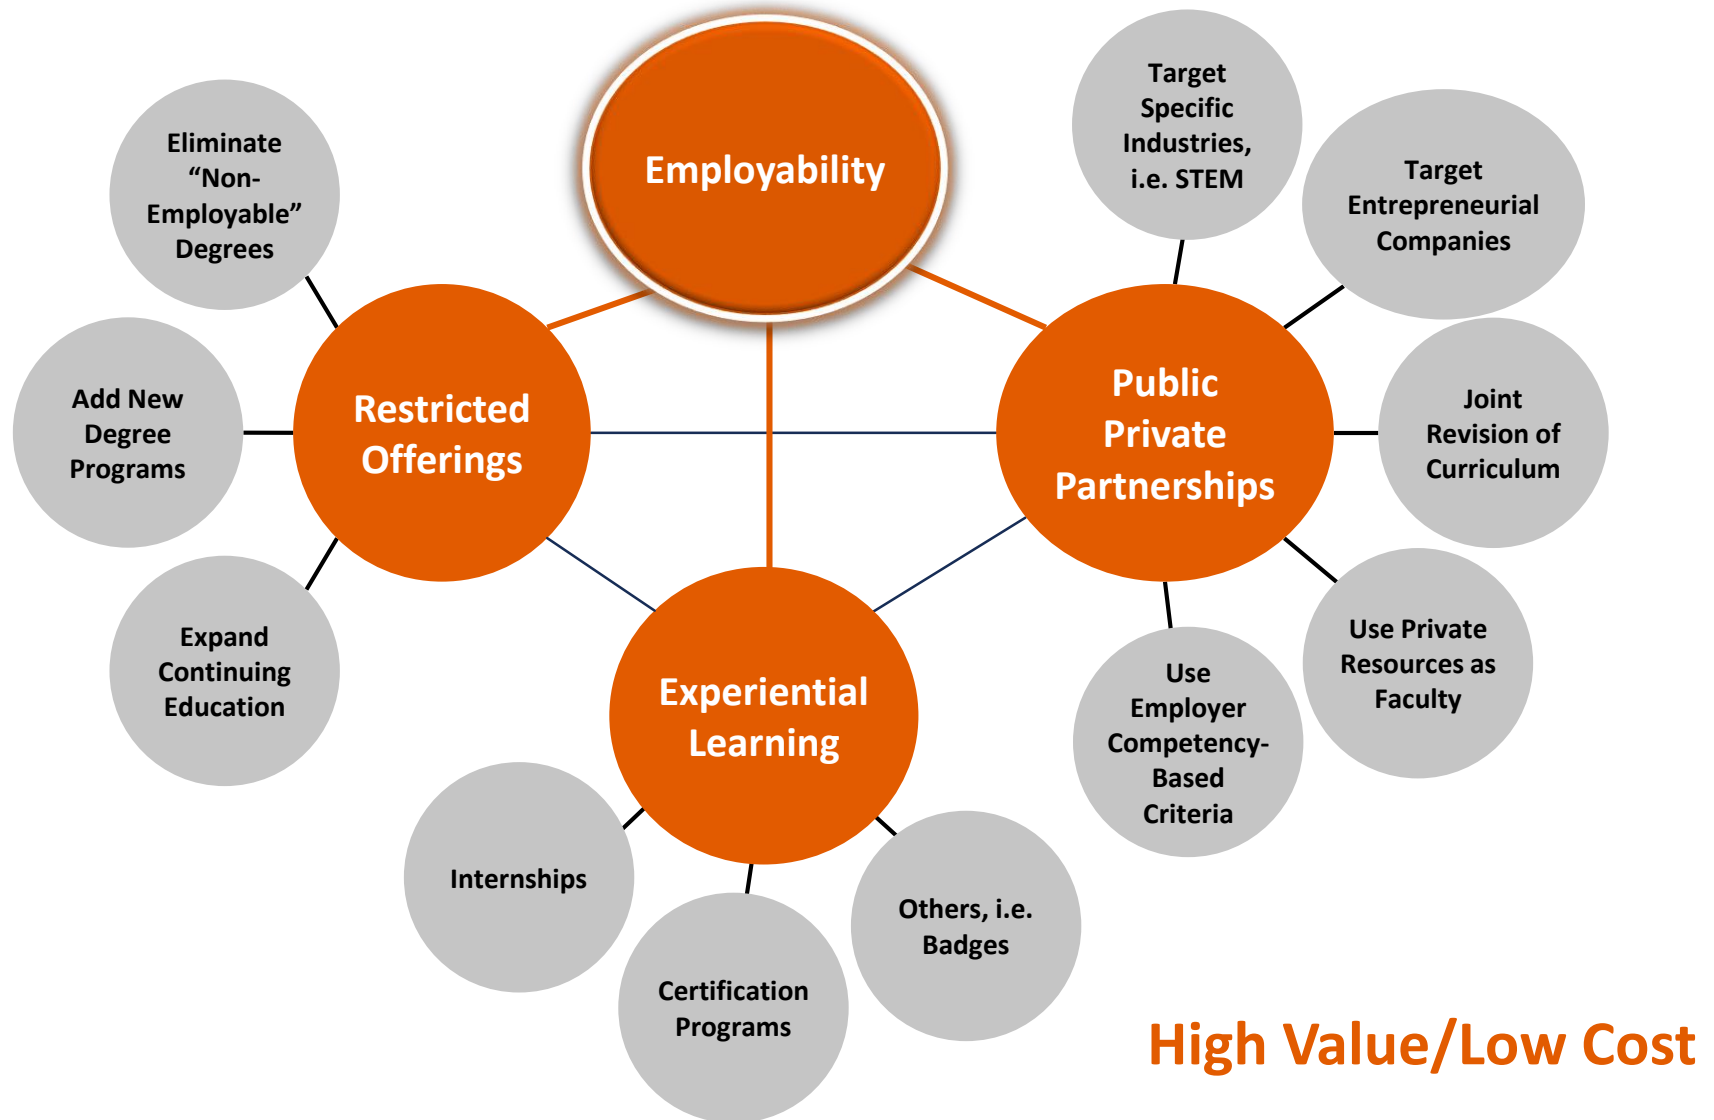 Employability
Target
Specific
Industries,
i.e. STEM
Target
Entrepreneurial
Companies
Eliminate
“Non-
Employable”
Degrees
Add New
Degree
Programs
Restricted
Offerings
Public
Private
Partnerships
Joint
Revision of
Curriculum
Expand
Continuing
Education
Experiential
Learning
Use
Employer
Competency-
Based
Criteria
Use Private
Resources as
Faculty
Internships
Certification
Programs
Others, i.e.
Badges
High Value/Low Cost